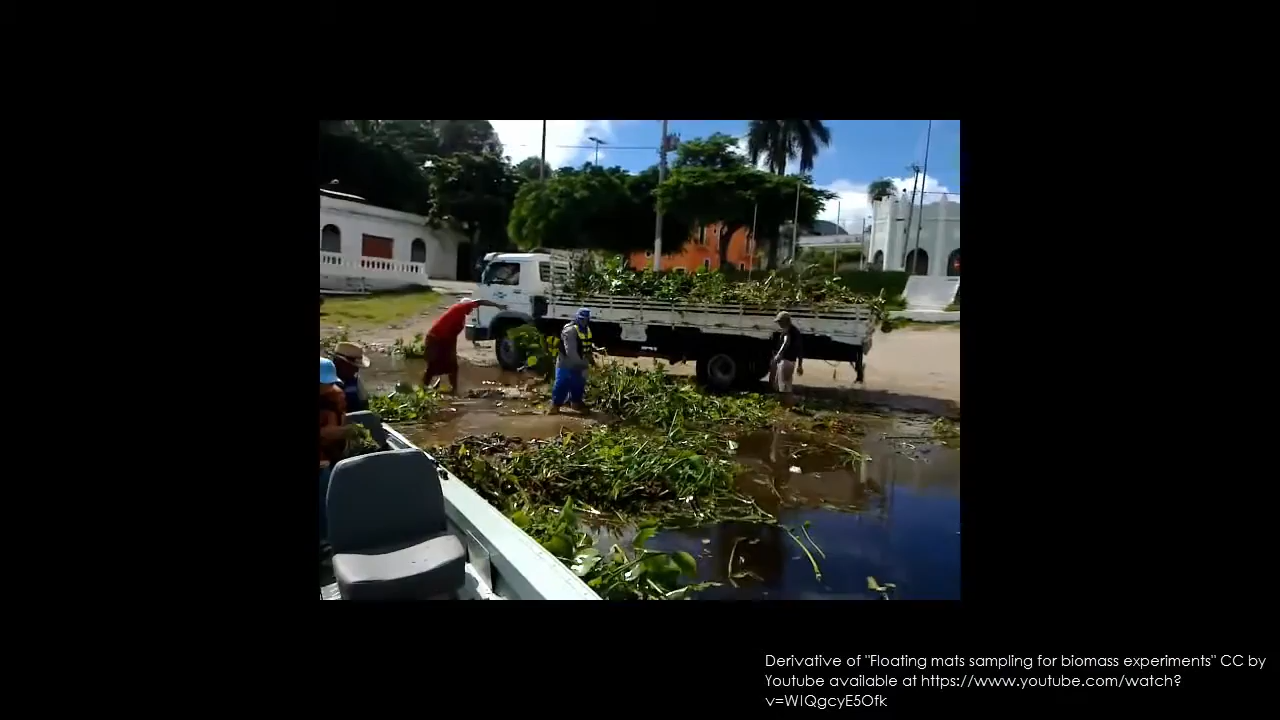 Derivative of "Floating mats sampling for biomass experiments" CC by
Youtube available at https://www.youtube.com/watch?
v=WIQgcyE5Ofk